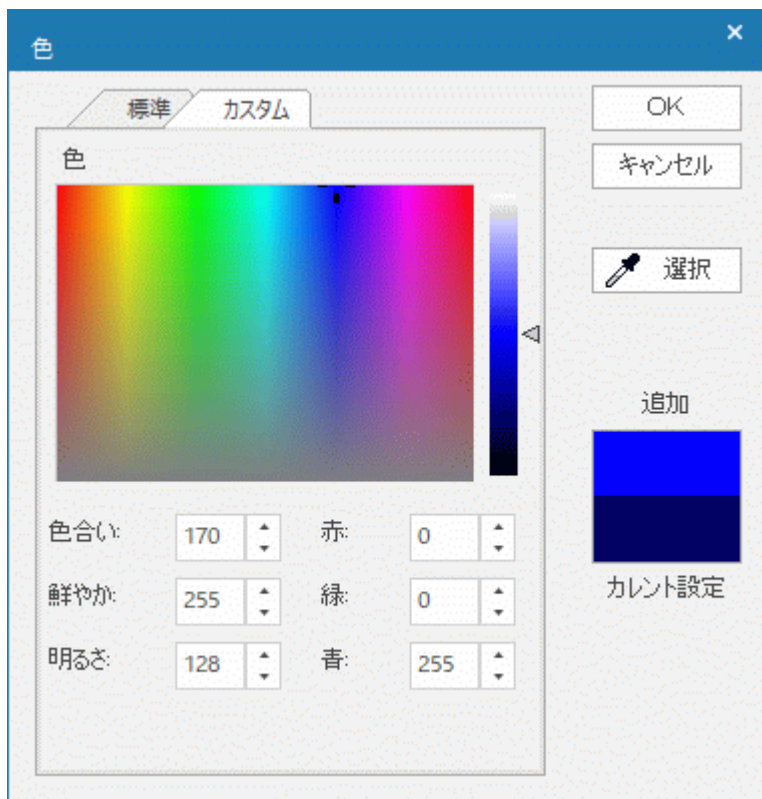 色
×
標準 カスタム
OK
キャンセル
色
選択
追加
カレント設定
色合い: 170 赤: 0
鮮やか: 255 緑: 0
明るさ: 128 青: 255